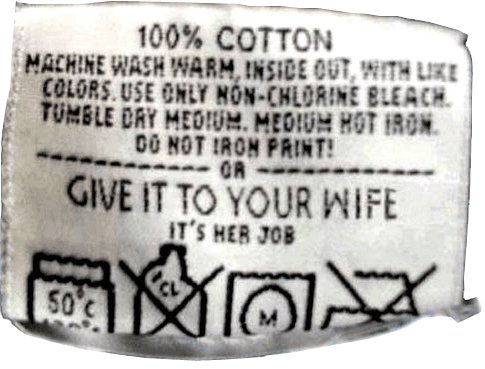 100% COTTON
MACHINE WASH WARM, INSIDE OUT, WITH LIKE
COLORS. USE ONLY NON-CHLORINE BLEACH.
TUMBLE DRY MEDIUM. MEDIUM HOT IRON.
DO NOT IRON PRINT!
OR
GIVE IT TO YOUR WIFE
IT'S HER JOB
50°C CL M